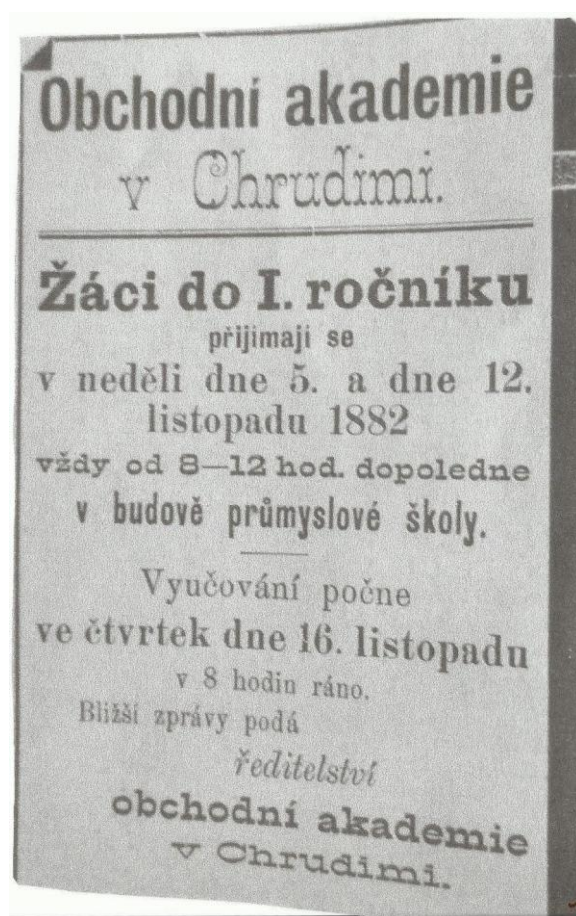 Obchodní akademie
v Chrudimi.
Žáci do I. ročníku
přijimají se
v neděli dne 5. a dne 12.
listopadu 1882
vždy od 8—12 hod. dopoledne
v budově průmyslové školy.
Vyučování počne
ve čtvrtek dne 16. listopadu
v 8 hodin ráno.
Bližší zprávy podá
ředitelství
obchodní akademie
v Chrudimi.